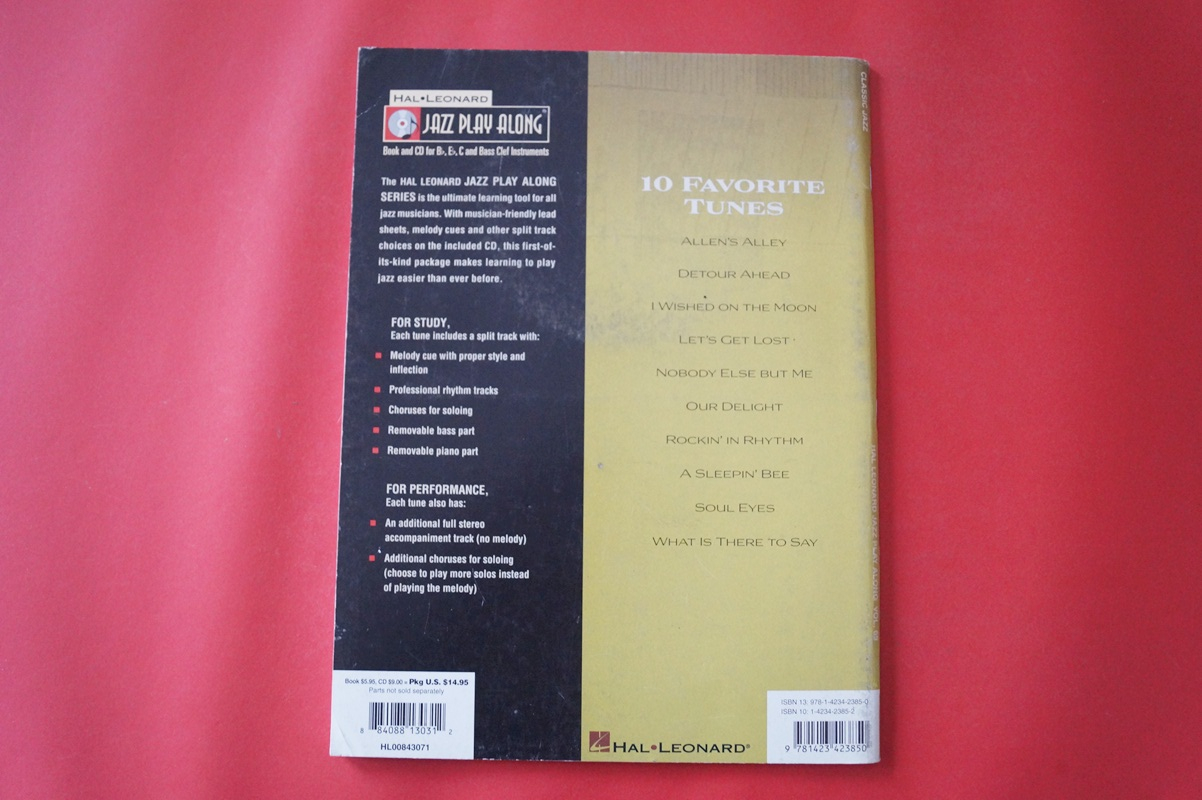 HAL•LEONARD
JAZZ PLAY ALONG®
Book and CD for B♭, E♭, C and Bass Clef Instruments
The HAL LEONARD JAZZ PLAY ALONG
SERIES is the ultimate learning tool for all
jazz musicians. With musician-friendly lead
sheets, melody cues and other split track
choices on the included CD, this first-of-
its-kind package makes learning to play
jazz easier than ever before.
FOR STUDY,
Each tune includes a split track with:
Melody cue with proper style and
inflection
Professional rhythm tracks
Choruses for soloing
Removable bass part
Removable piano part
FOR PERFORMANCE,
Each tune also has:
An additional full stereo
accompaniment track (no melody)
Additional choruses for soloing
(choose to play more solos instead
of playing the melody)
Book $5.95, CD $9.00 = Pkg U.S. $14.95
Parts not sold separately
8 84088 13031 2
HL00843071
10 FAVORITE
TUNES
ALLEN'S ALLEY
DETOUR AHEAD
I WISHED ON THE MOON
LET'S GET LOST
NOBODY ELSE BUT ME
OUR DELIGHT
ROCKIN' IN RHYTHM
A SLEEPIN' BEE
SOUL EYES
WHAT IS THERE TO SAY
HAL•LEONARD®
ISBN 13: 978-1-4234-2385-0
ISBN 10: 1-4234-2385-2
9 781423 423850
CLASSIC JAZZ
HAL LEONARD JAZZ PLAY ALONG VOL.